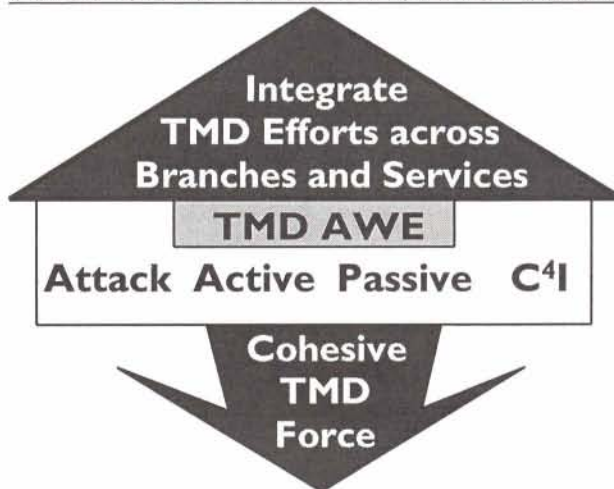 Integrate
TMD Efforts across
Branches and Services
TMD AWE
Attack Active Passive C⁴I
Cohesive
TMD
Force